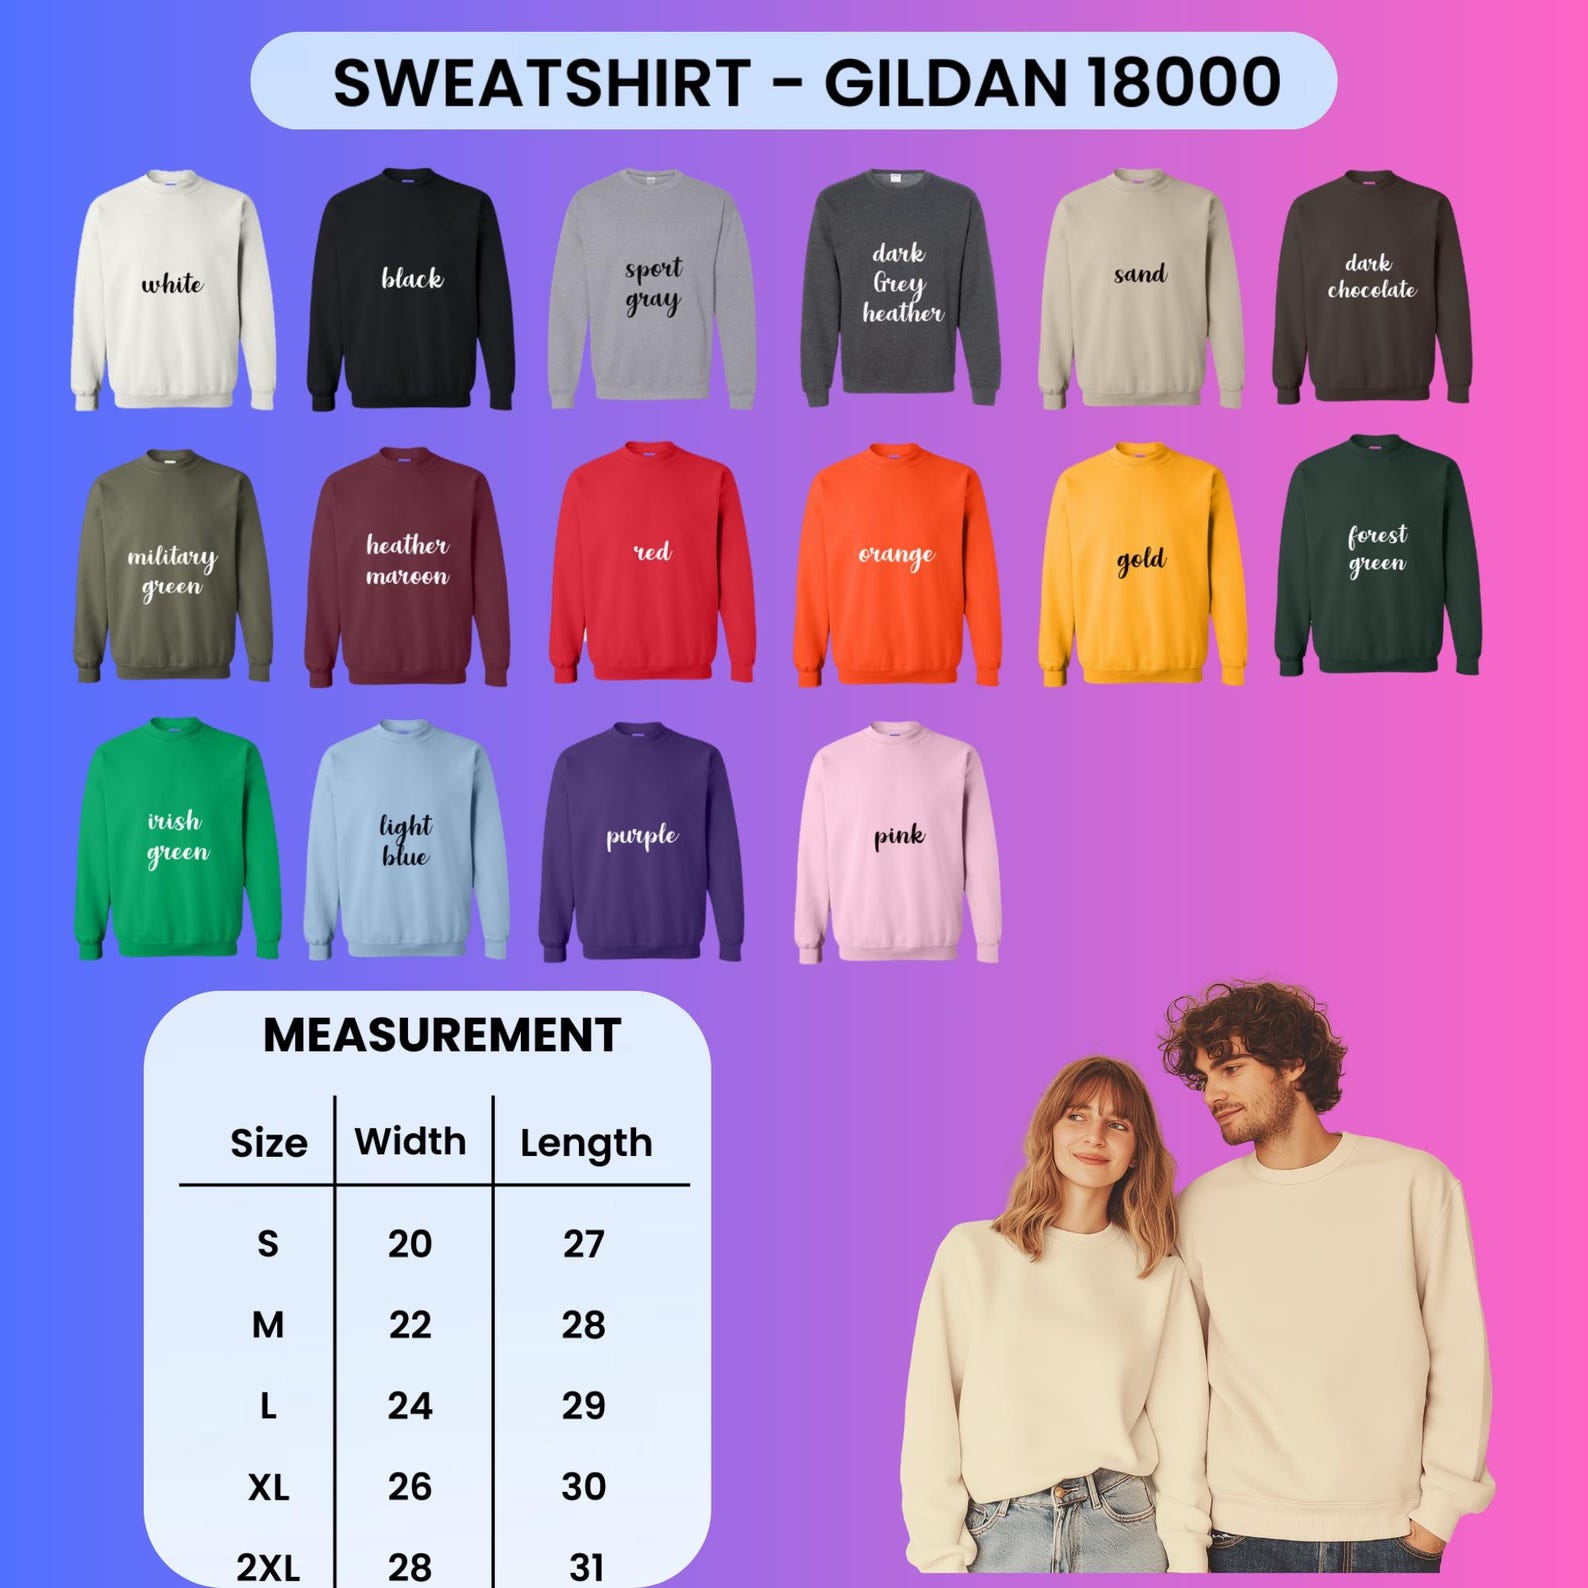 SWEATSHIRT - GILDAN 18000
white
black
sport
gray
dark
Grey
heather
sand
dark
chocolate
military
green
heather
maroon
red
orange
gold
forest
green
irish
green
light
blue
purple
pink
MEASUREMENT
Size Width Length
S 20 27
M 22 28
L 24 29
XL 26 30
2XL 28 31